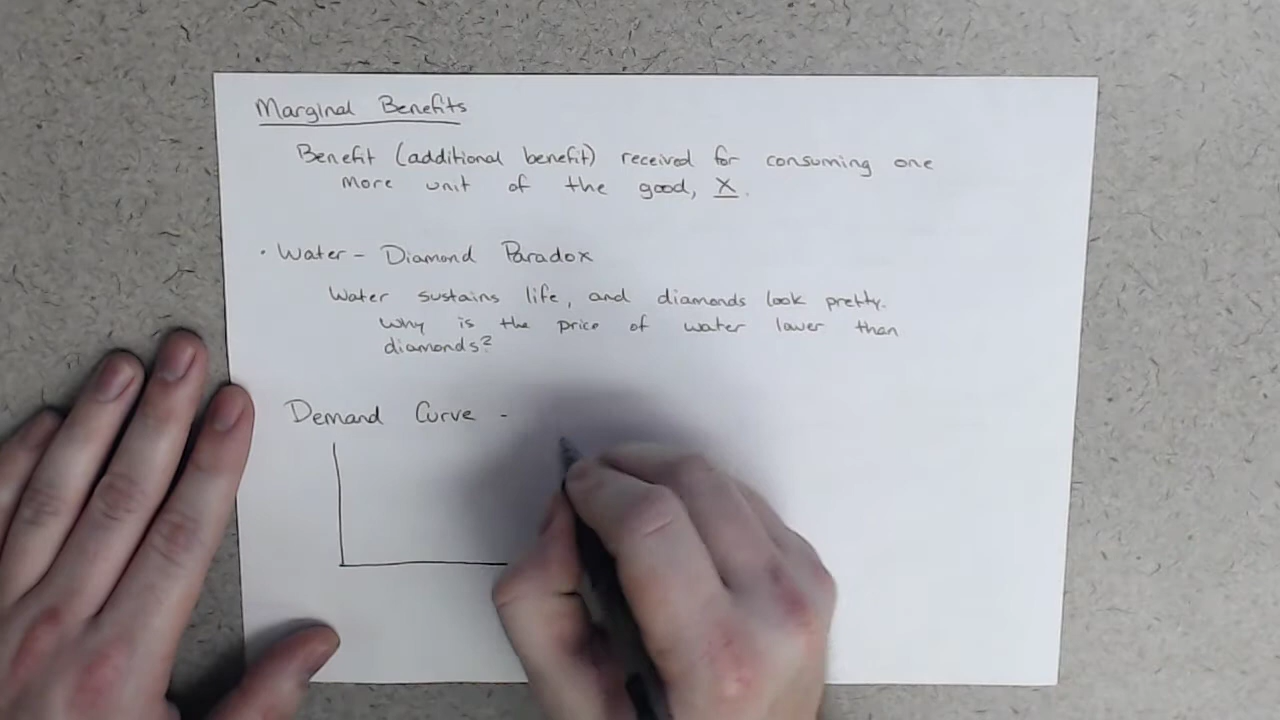 Marginal Benefits
Benefit (additional benefit) received for consuming one
more unit of the good, X.
· Water - Diamond Paradox
Water sustains life, and diamonds look pretty.
Why is the price of water lower than
diamonds?
Demand Curve -